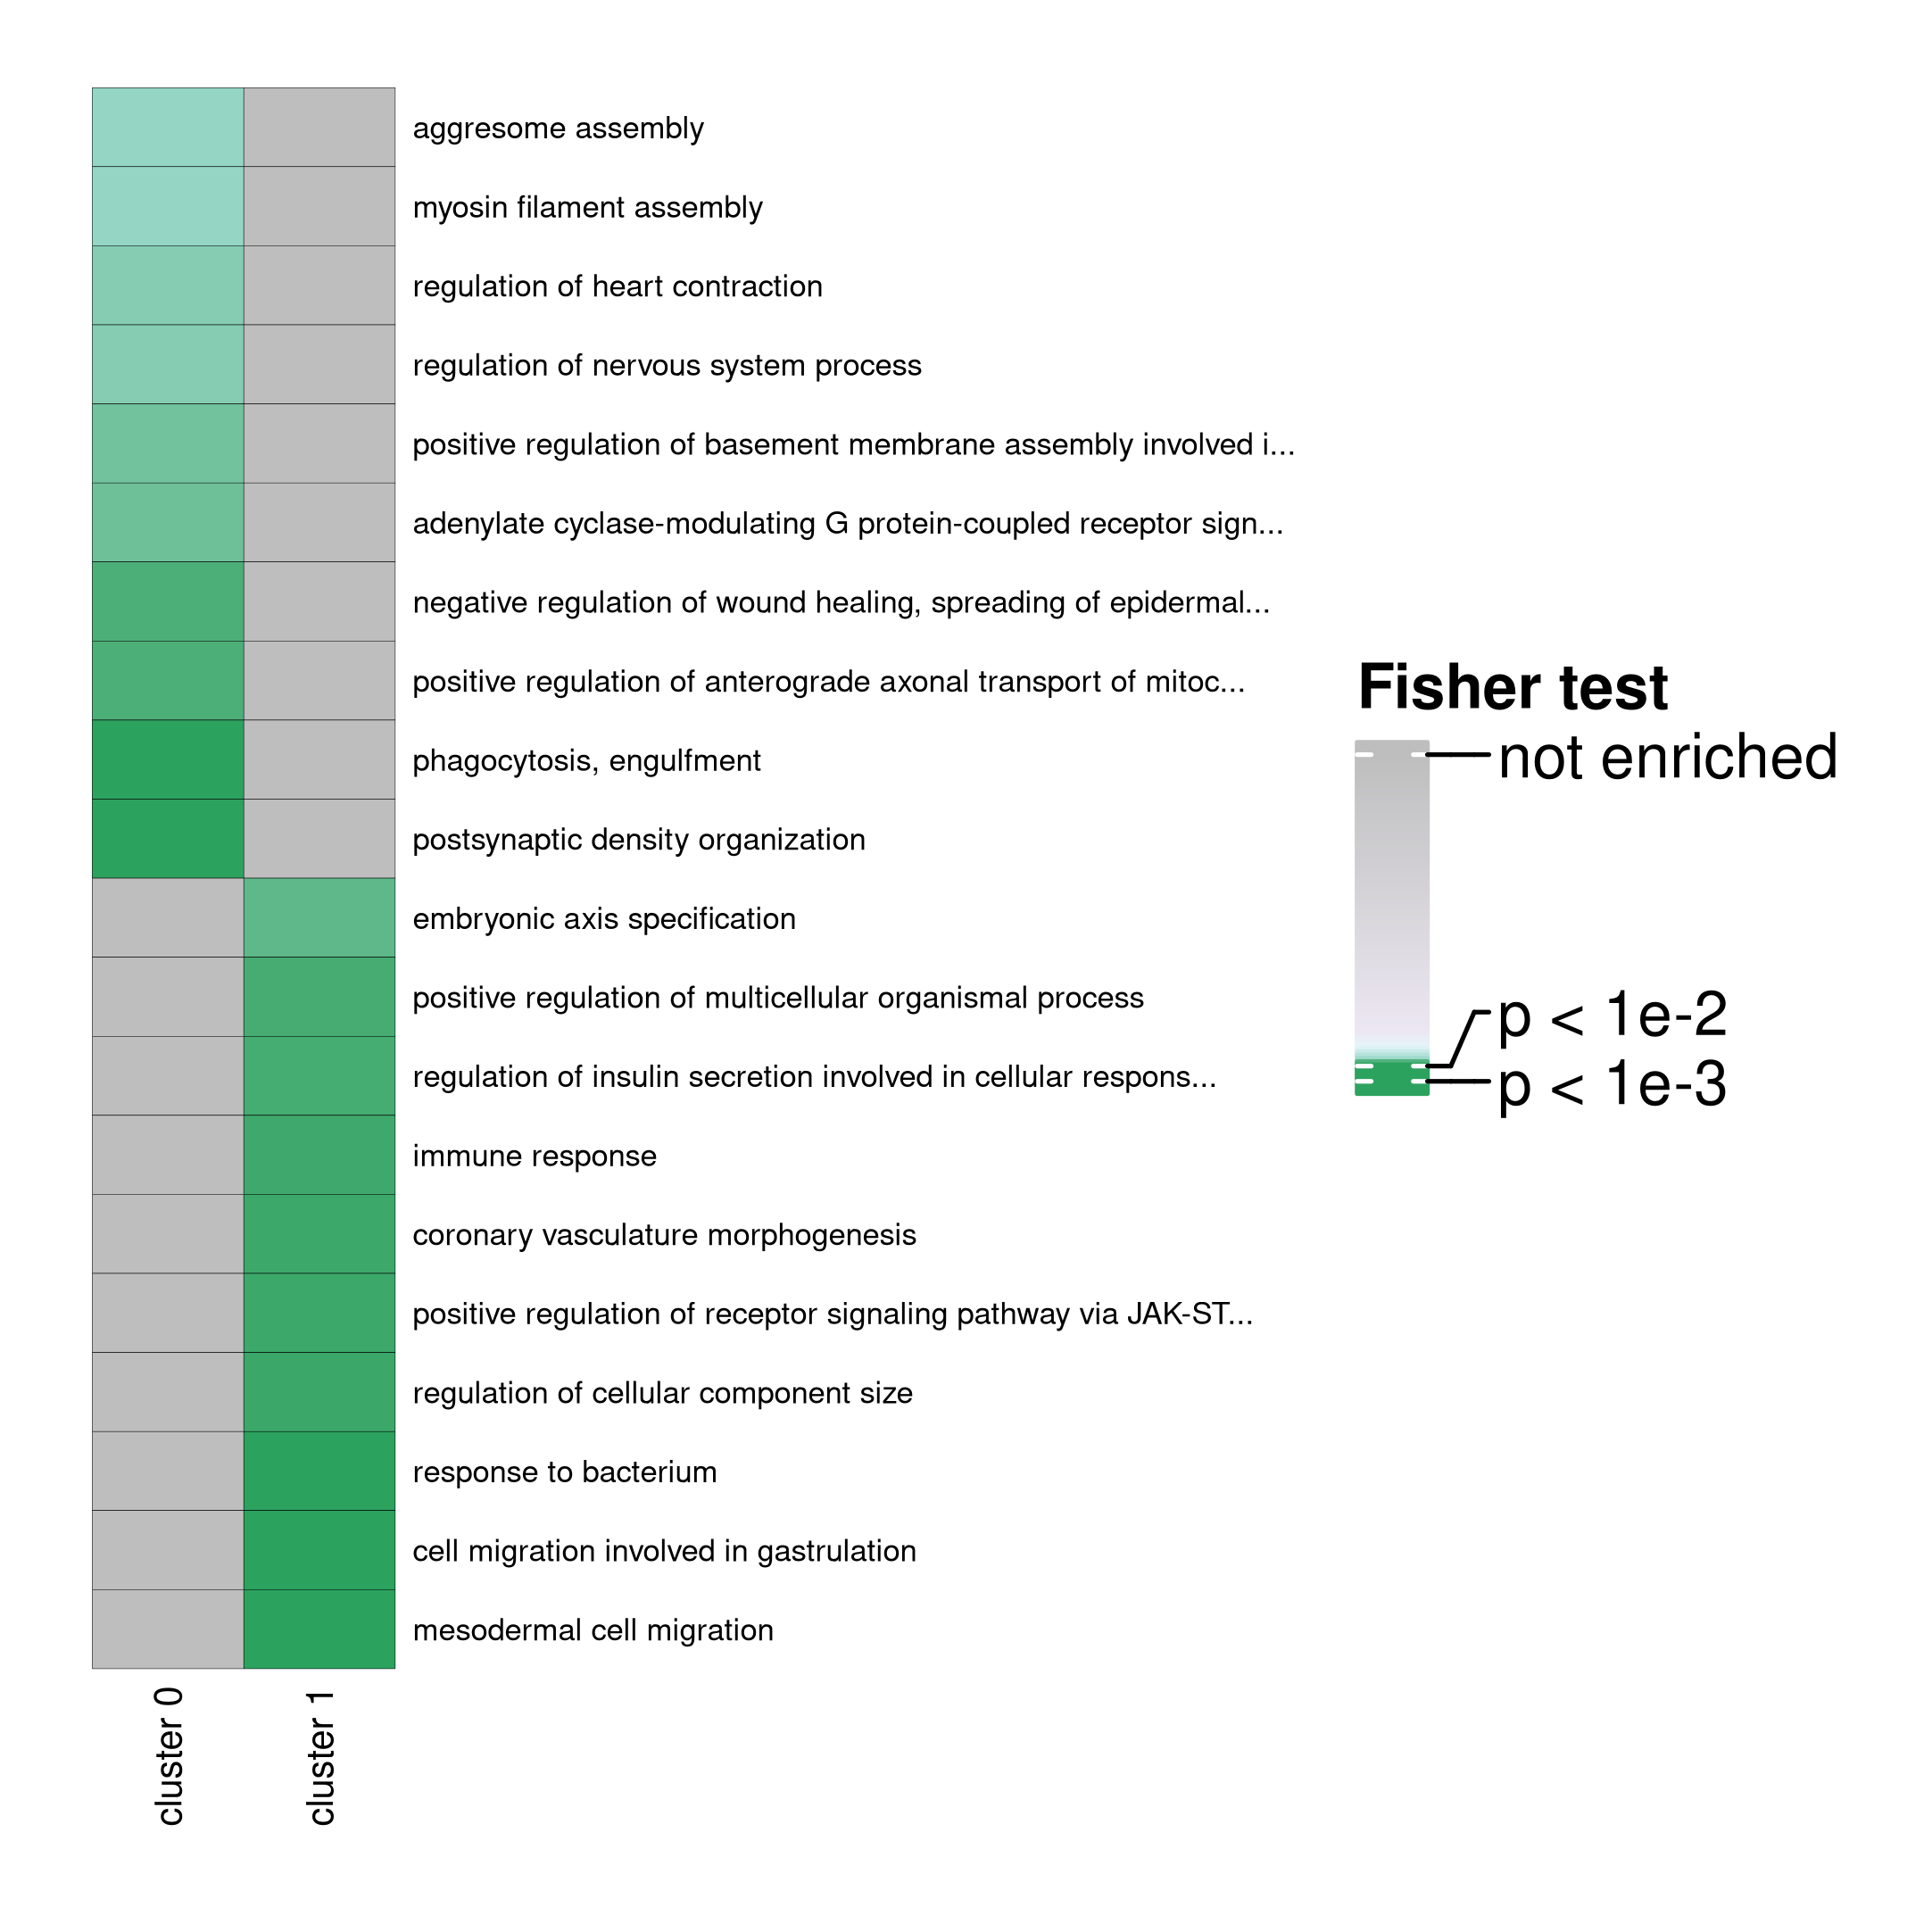 aggresome assembly
myosin filament assembly
regulation of heart contraction
regulation of nervous system process
positive regulation of basement membrane assembly involved i...
adenylate cyclase-modulating G protein-coupled receptor sign...
negative regulation of wound healing, spreading of epidermal...
positive regulation of anterograde axonal transport of mitoc...
phagocytosis, engulfment
postsynaptic density organization
embryonic axis specification
positive regulation of multicellular organismal process
regulation of insulin secretion involved in cellular respons...
immune response
coronary vasculature morphogenesis
positive regulation of receptor signaling pathway via JAK-ST...
regulation of cellular component size
response to bacterium
cell migration involved in gastrulation
mesodermal cell migration
cluster 0
cluster 1
Fisher test
not enriched
p < 1e-2
p < 1e-3